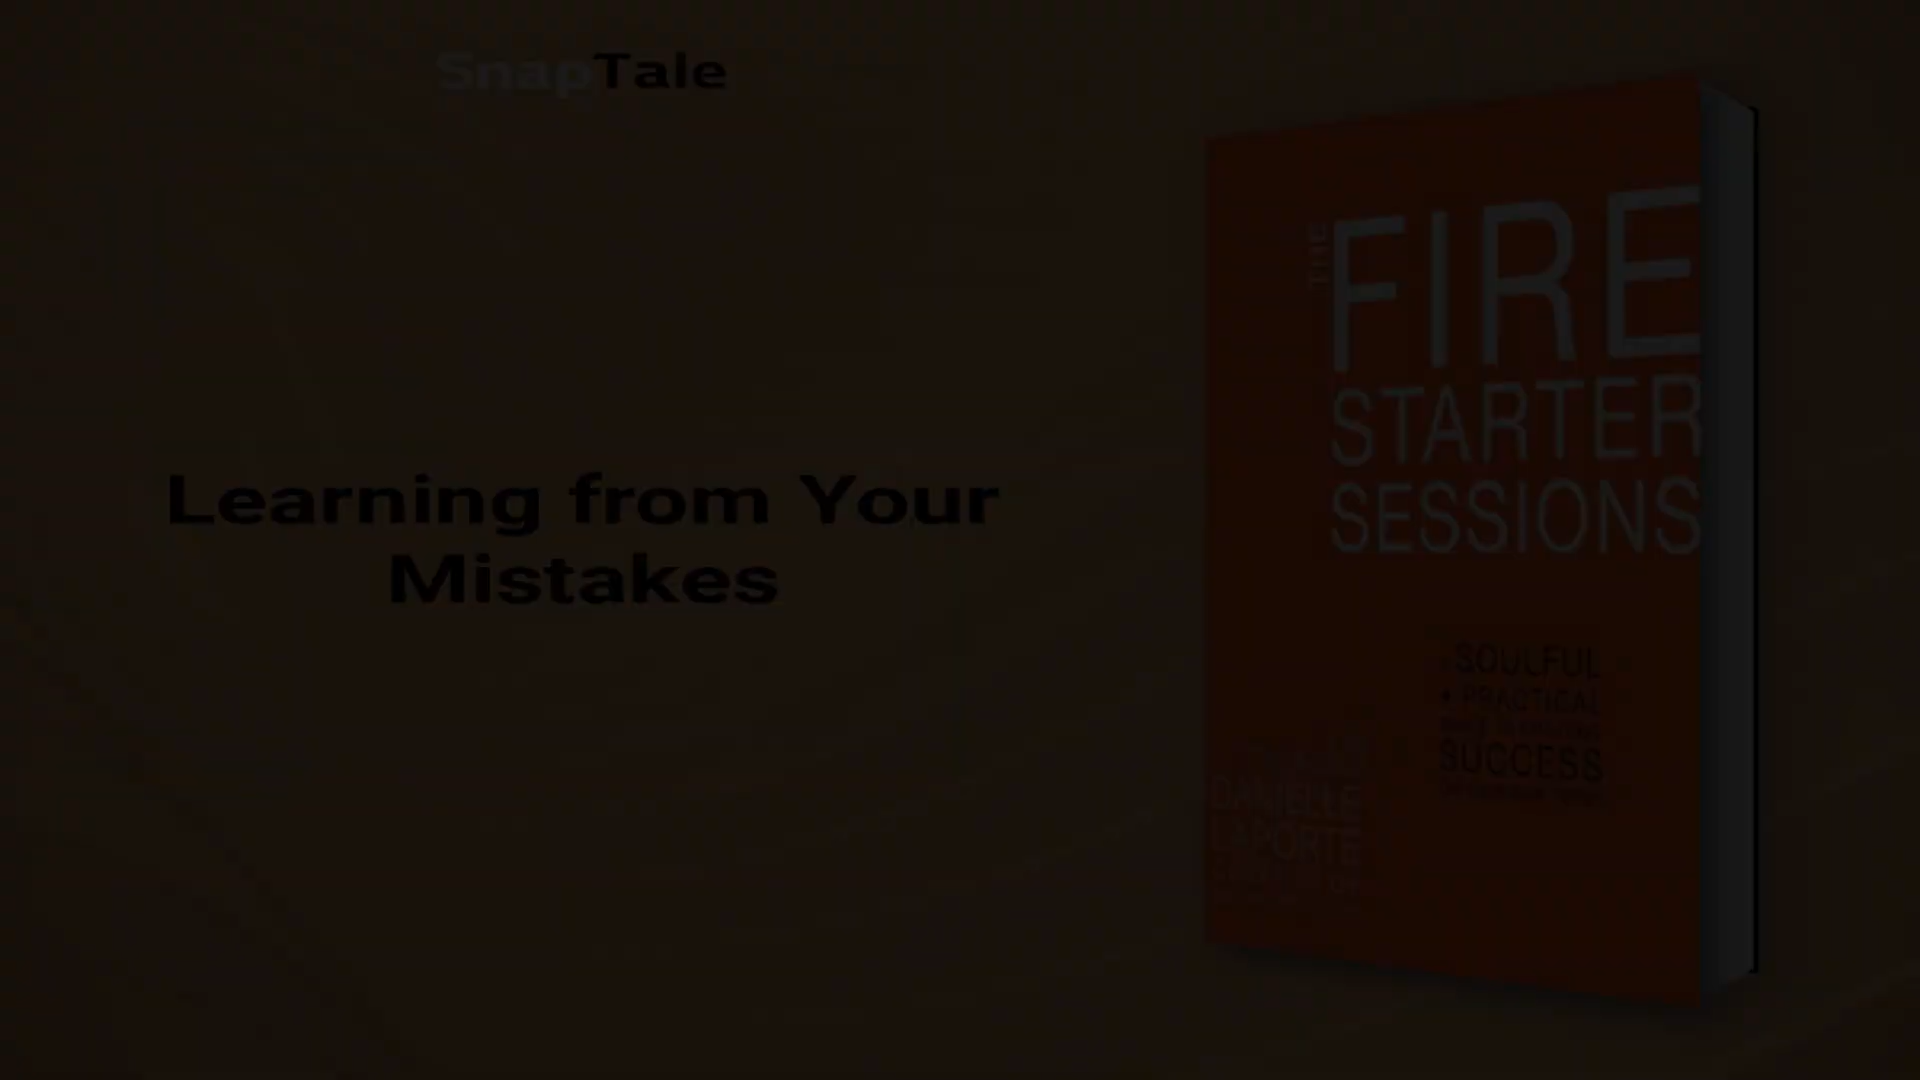 SnapTale
Learning from Your
Mistakes
THE
FIRE
STARTER
SESSIONS
SOULFUL
+ PRACTICAL
SUCCESS
DANIELLE
LAPORTE